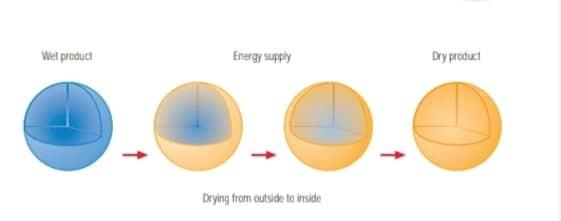 Wet product
Energy supply
Dry product
Drying from outside to inside